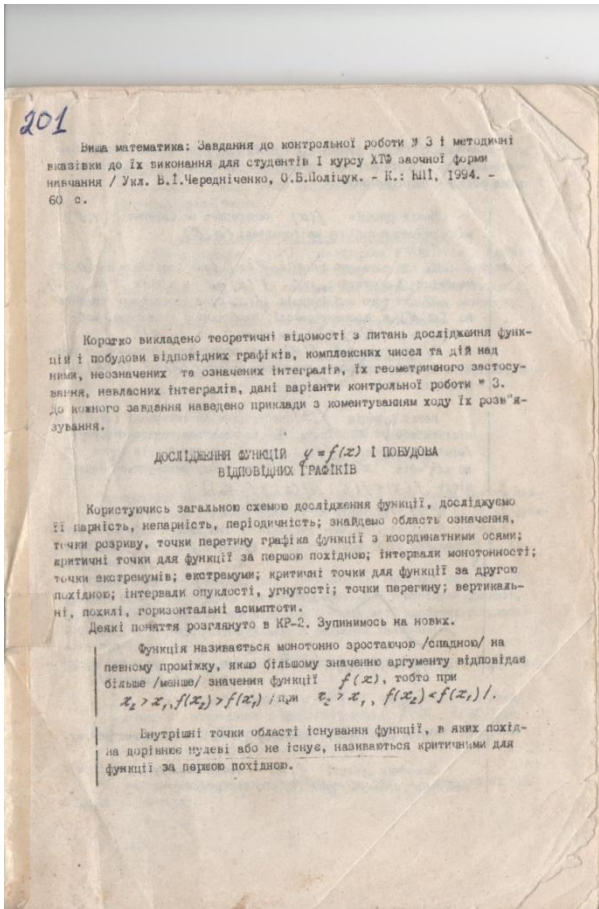 201
Вища математика: Завдання до контрольної роботи № 3 і методичні
вказівки до їх виконання для студентів I курсу ХТФ заочної форми
навчання / Укл. В.І.Чередніченко, О.Б.Поліщук. - К.: КПІ, 1994. -
60 с.
Коротко викладено теоретичні відомості з питань дослідження функ-
цій і побудови відповідних графіків, комплексних чисел та дій над
ними, неозначених та означених інтегралів, їх геометричного застосу-
вання, невласних інтегралів, дані варіанти контрольної роботи № 3.
До кожного завдання наведено приклади з коментуванням ходу їх розв"я-
зування.
ДОСЛІДЖЕННЯ ФУНКЦІЙ y = f(x) І ПОБУДОВА
ВІДПОВІДНИХ ГРАФІКІВ
Користуючись загальною схемою дослідження функції, досліджуємо
її парність, непарність, періодичність; знайдемо область означення,
точки розриву, точки перетину графіка функції з координатними осями;
критичні точки для функції за першою похідною; інтервали монотонності;
точки екстремумів; екстремуми; критичні точки для функції за другою
похідною; інтервали опуклості, угнутості; точки перегину; вертикаль-
ні, похилі, горизонтальні асимптоти.
Деякі поняття розглянуто в КР-2. Зупинимось на нових.
Функція називається монотонно зростаючою /спадною/ на
певному проміжку, якщо більшому значенню аргументу відповідає
більше /менше/ значення функції f(x), тобто при
x₂ > x₁, f(x₂) > f(x₁) /при x₂ > x₁, f(x₂) < f(x₁)/.
Внутрішні точки області існування функції, в яких похід-
на дорівнює нулеві або не існує, називаються критичними для
функції за першою похідною.